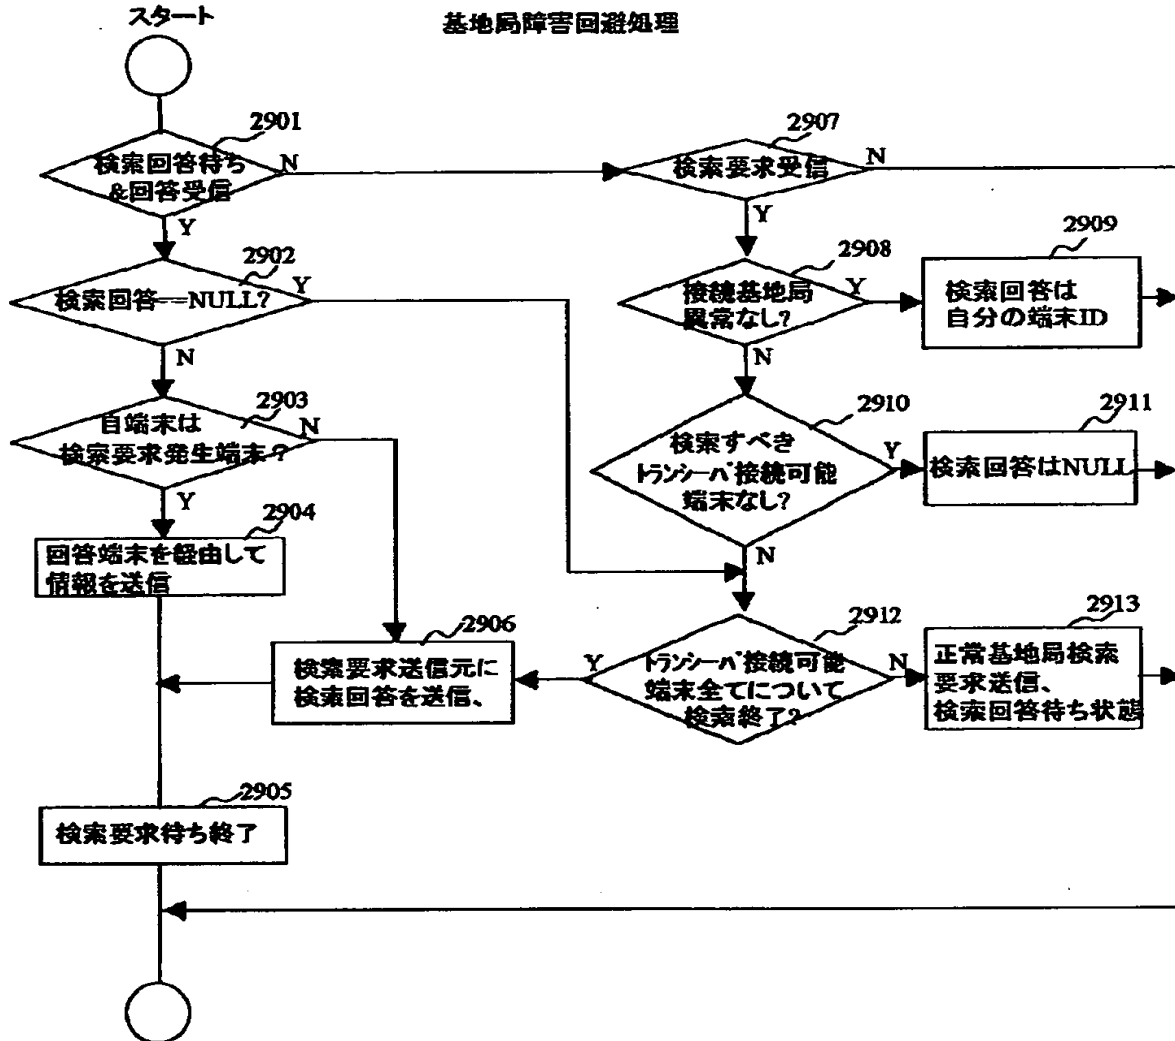 スタート
基地局障害回避処理
2901
検索回答待ち
&回答受信
N
Y
2907
検索要求受信
N
Y
2902
検索回答==NULL?
Y
N
2908
接続基地局
異常なし?
Y
N
2909
検索回答は
自分の端末ID
2903
自端末は
検索要求発生端末?
N
Y
2910
検索すべき
トランシーバ接続可能
端末なし?
Y
N
2911
検索回答はNULL
2904
回答端末を経由して
情報を送信
2906
検索要求送信元に
検索回答を送信、
2912
トランシーバ接続可能
端末全てについて
検索終了?
Y
N
2913
正常基地局検索
要求送信、
検索回答待ち状態
2905
検索要求待ち終了